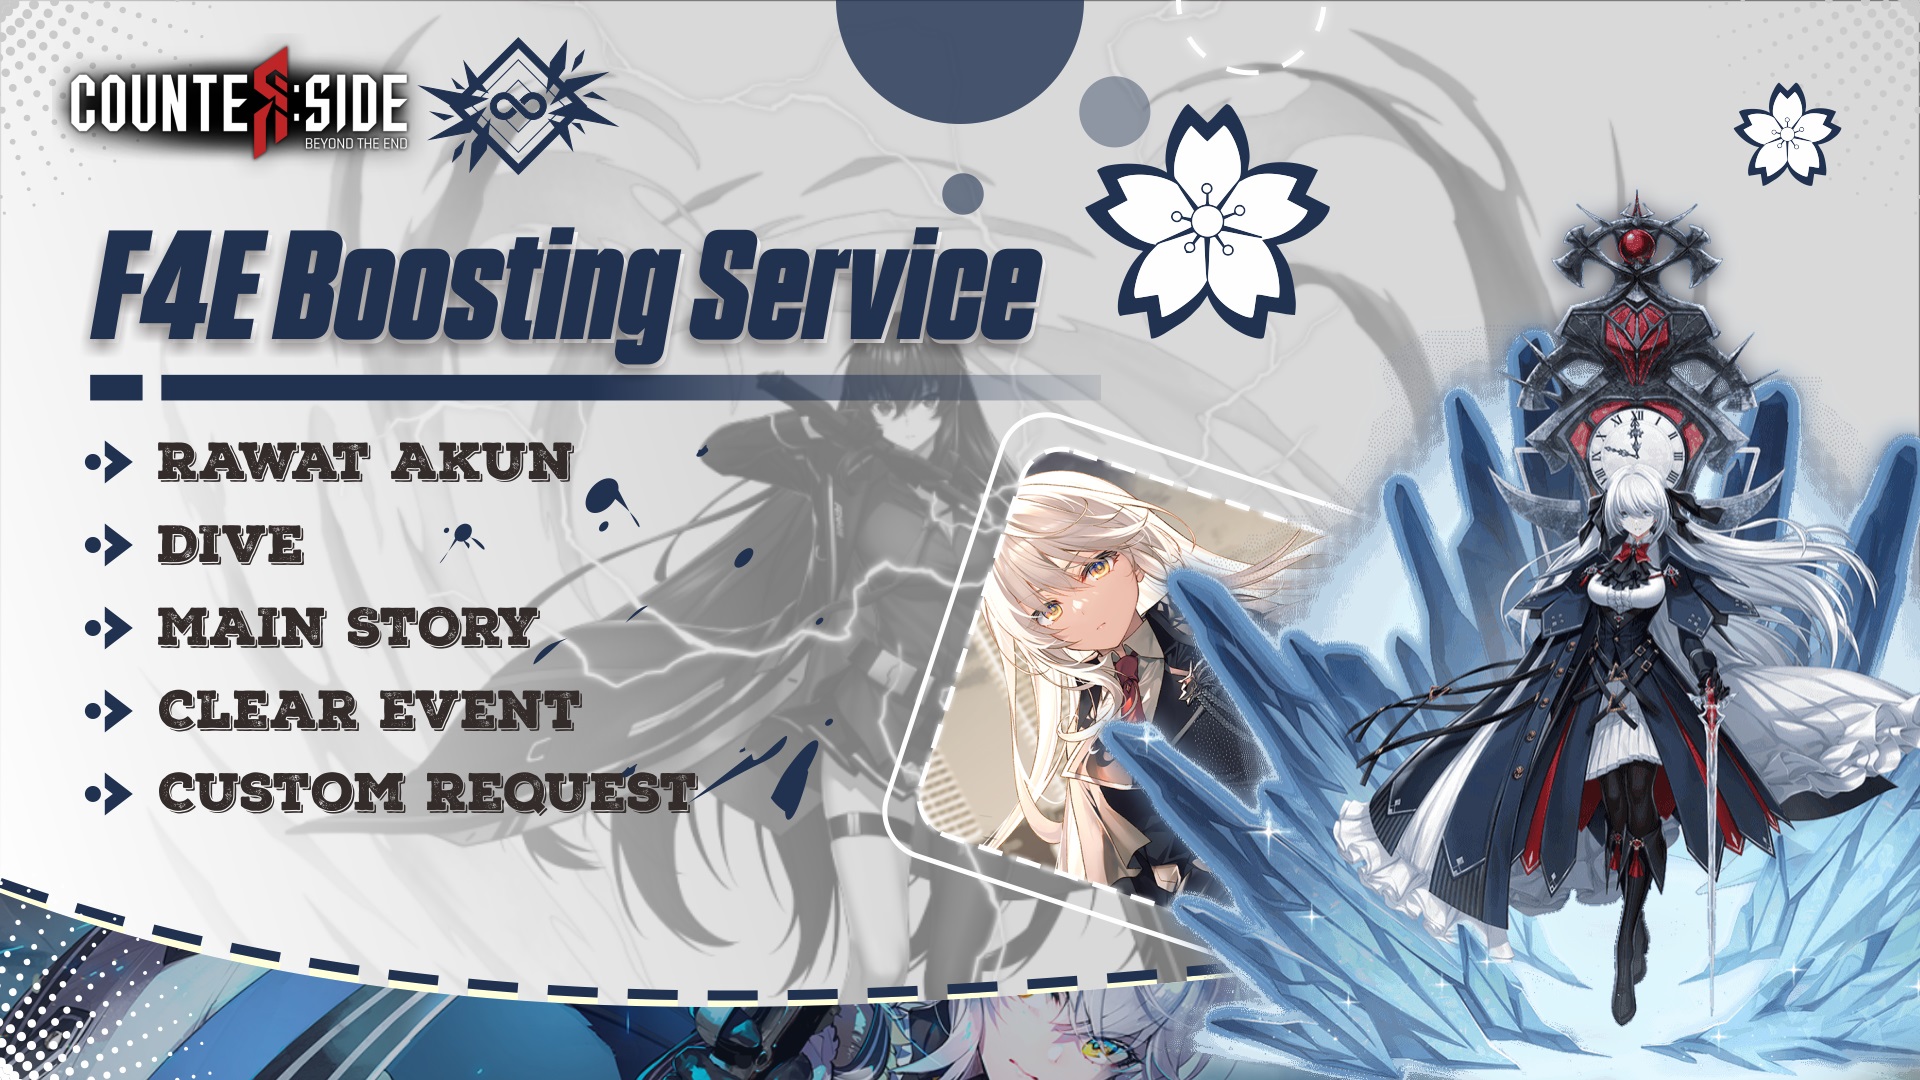 COUNTER:SIDE
BEYOND THE END
F4E Boosting Service
RAWAT AKUN
DIVE
MAIN STORY
CLEAR EVENT
CUSTOM REQUEST